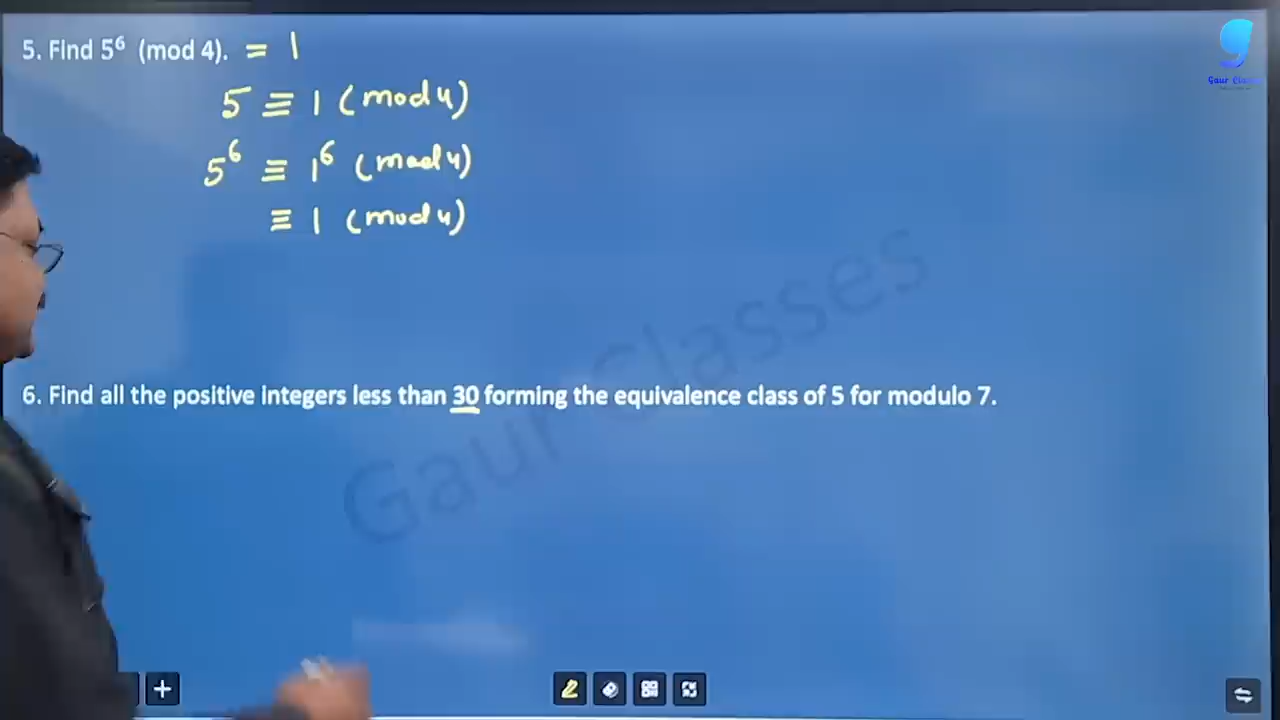 5. Find 5⁶ (mod 4). = 1
5 ≡ 1 (mod 4)
5⁶ ≡ 1⁶ (mod 4)
≡ 1 (mod 4)
6. Find all the positive integers less than 30 forming the equivalence class of 5 for modulo 7.
Gaur Classes